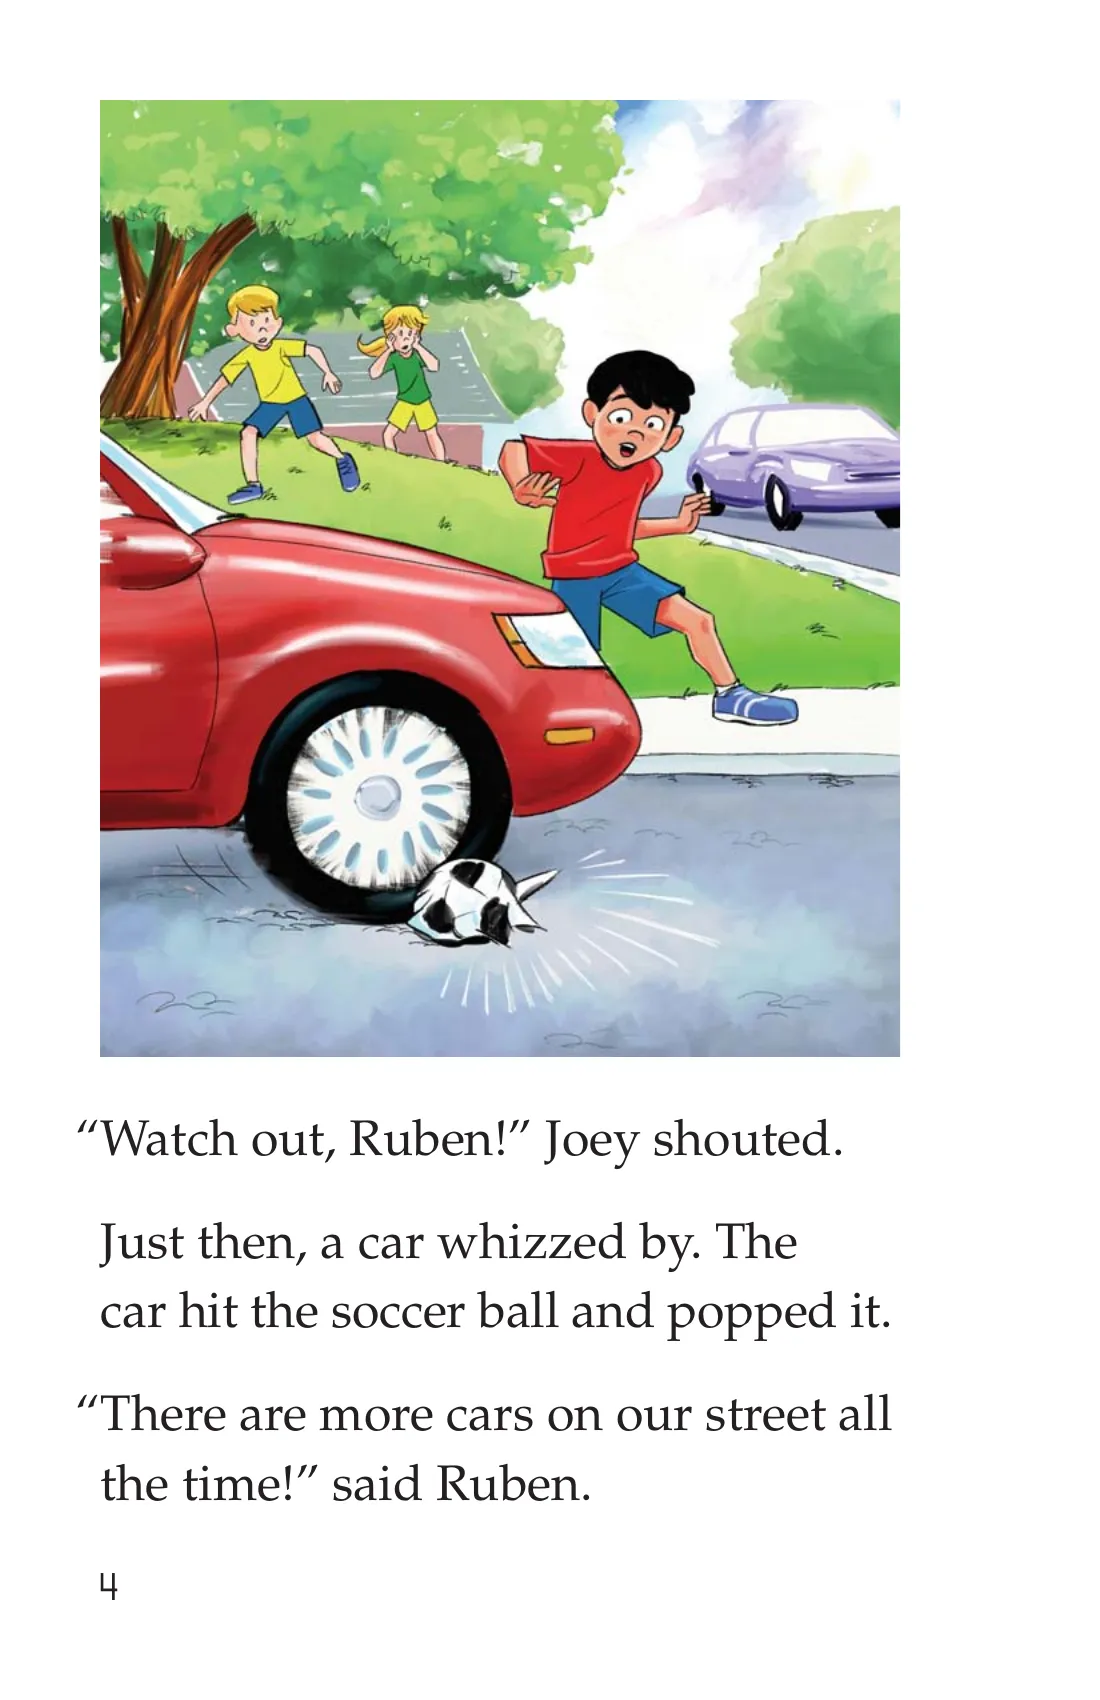 “Watch out, Ruben!” Joey shouted.
Just then, a car whizzed by. The
car hit the soccer ball and popped it.
“There are more cars on our street all
the time!” said Ruben.
4